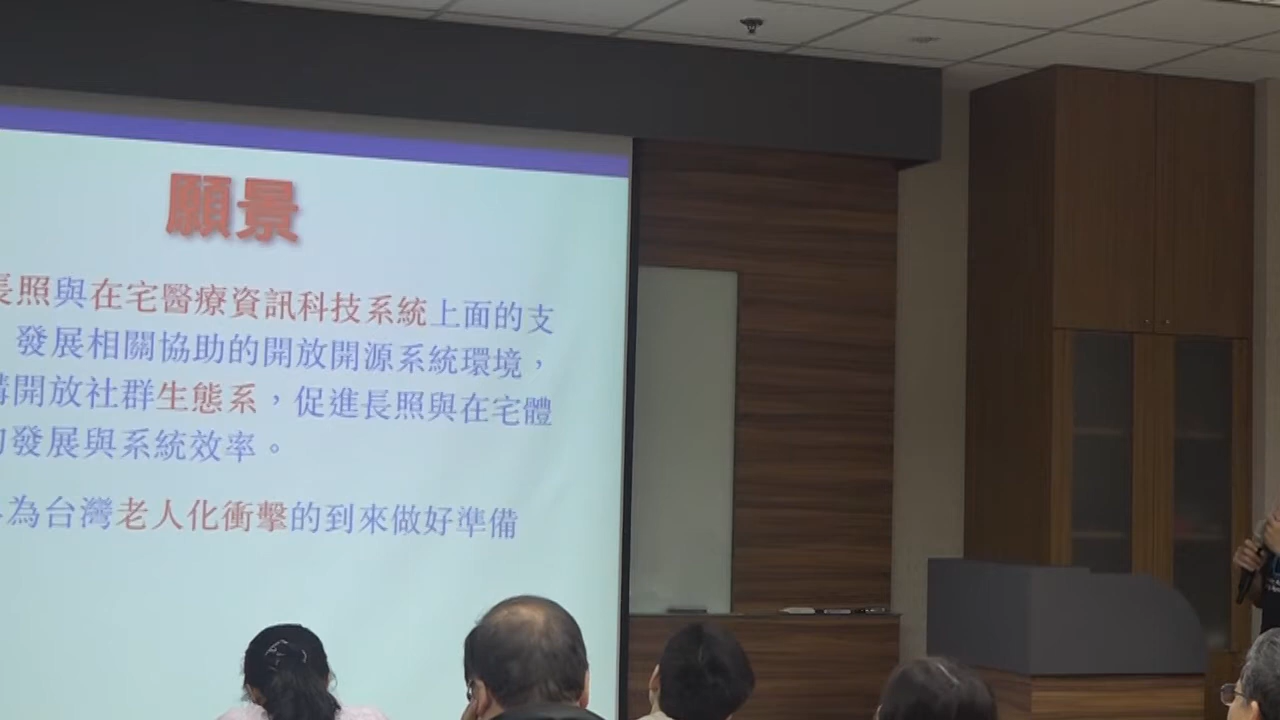 願景
長照與在宅醫療資訊科技系統上面的支
發展相關協助的開放開源系統環境，
構開放社群生態系，促進長照與在宅體
的發展與系統效率。
為台灣老人化衝擊的到來做好準備